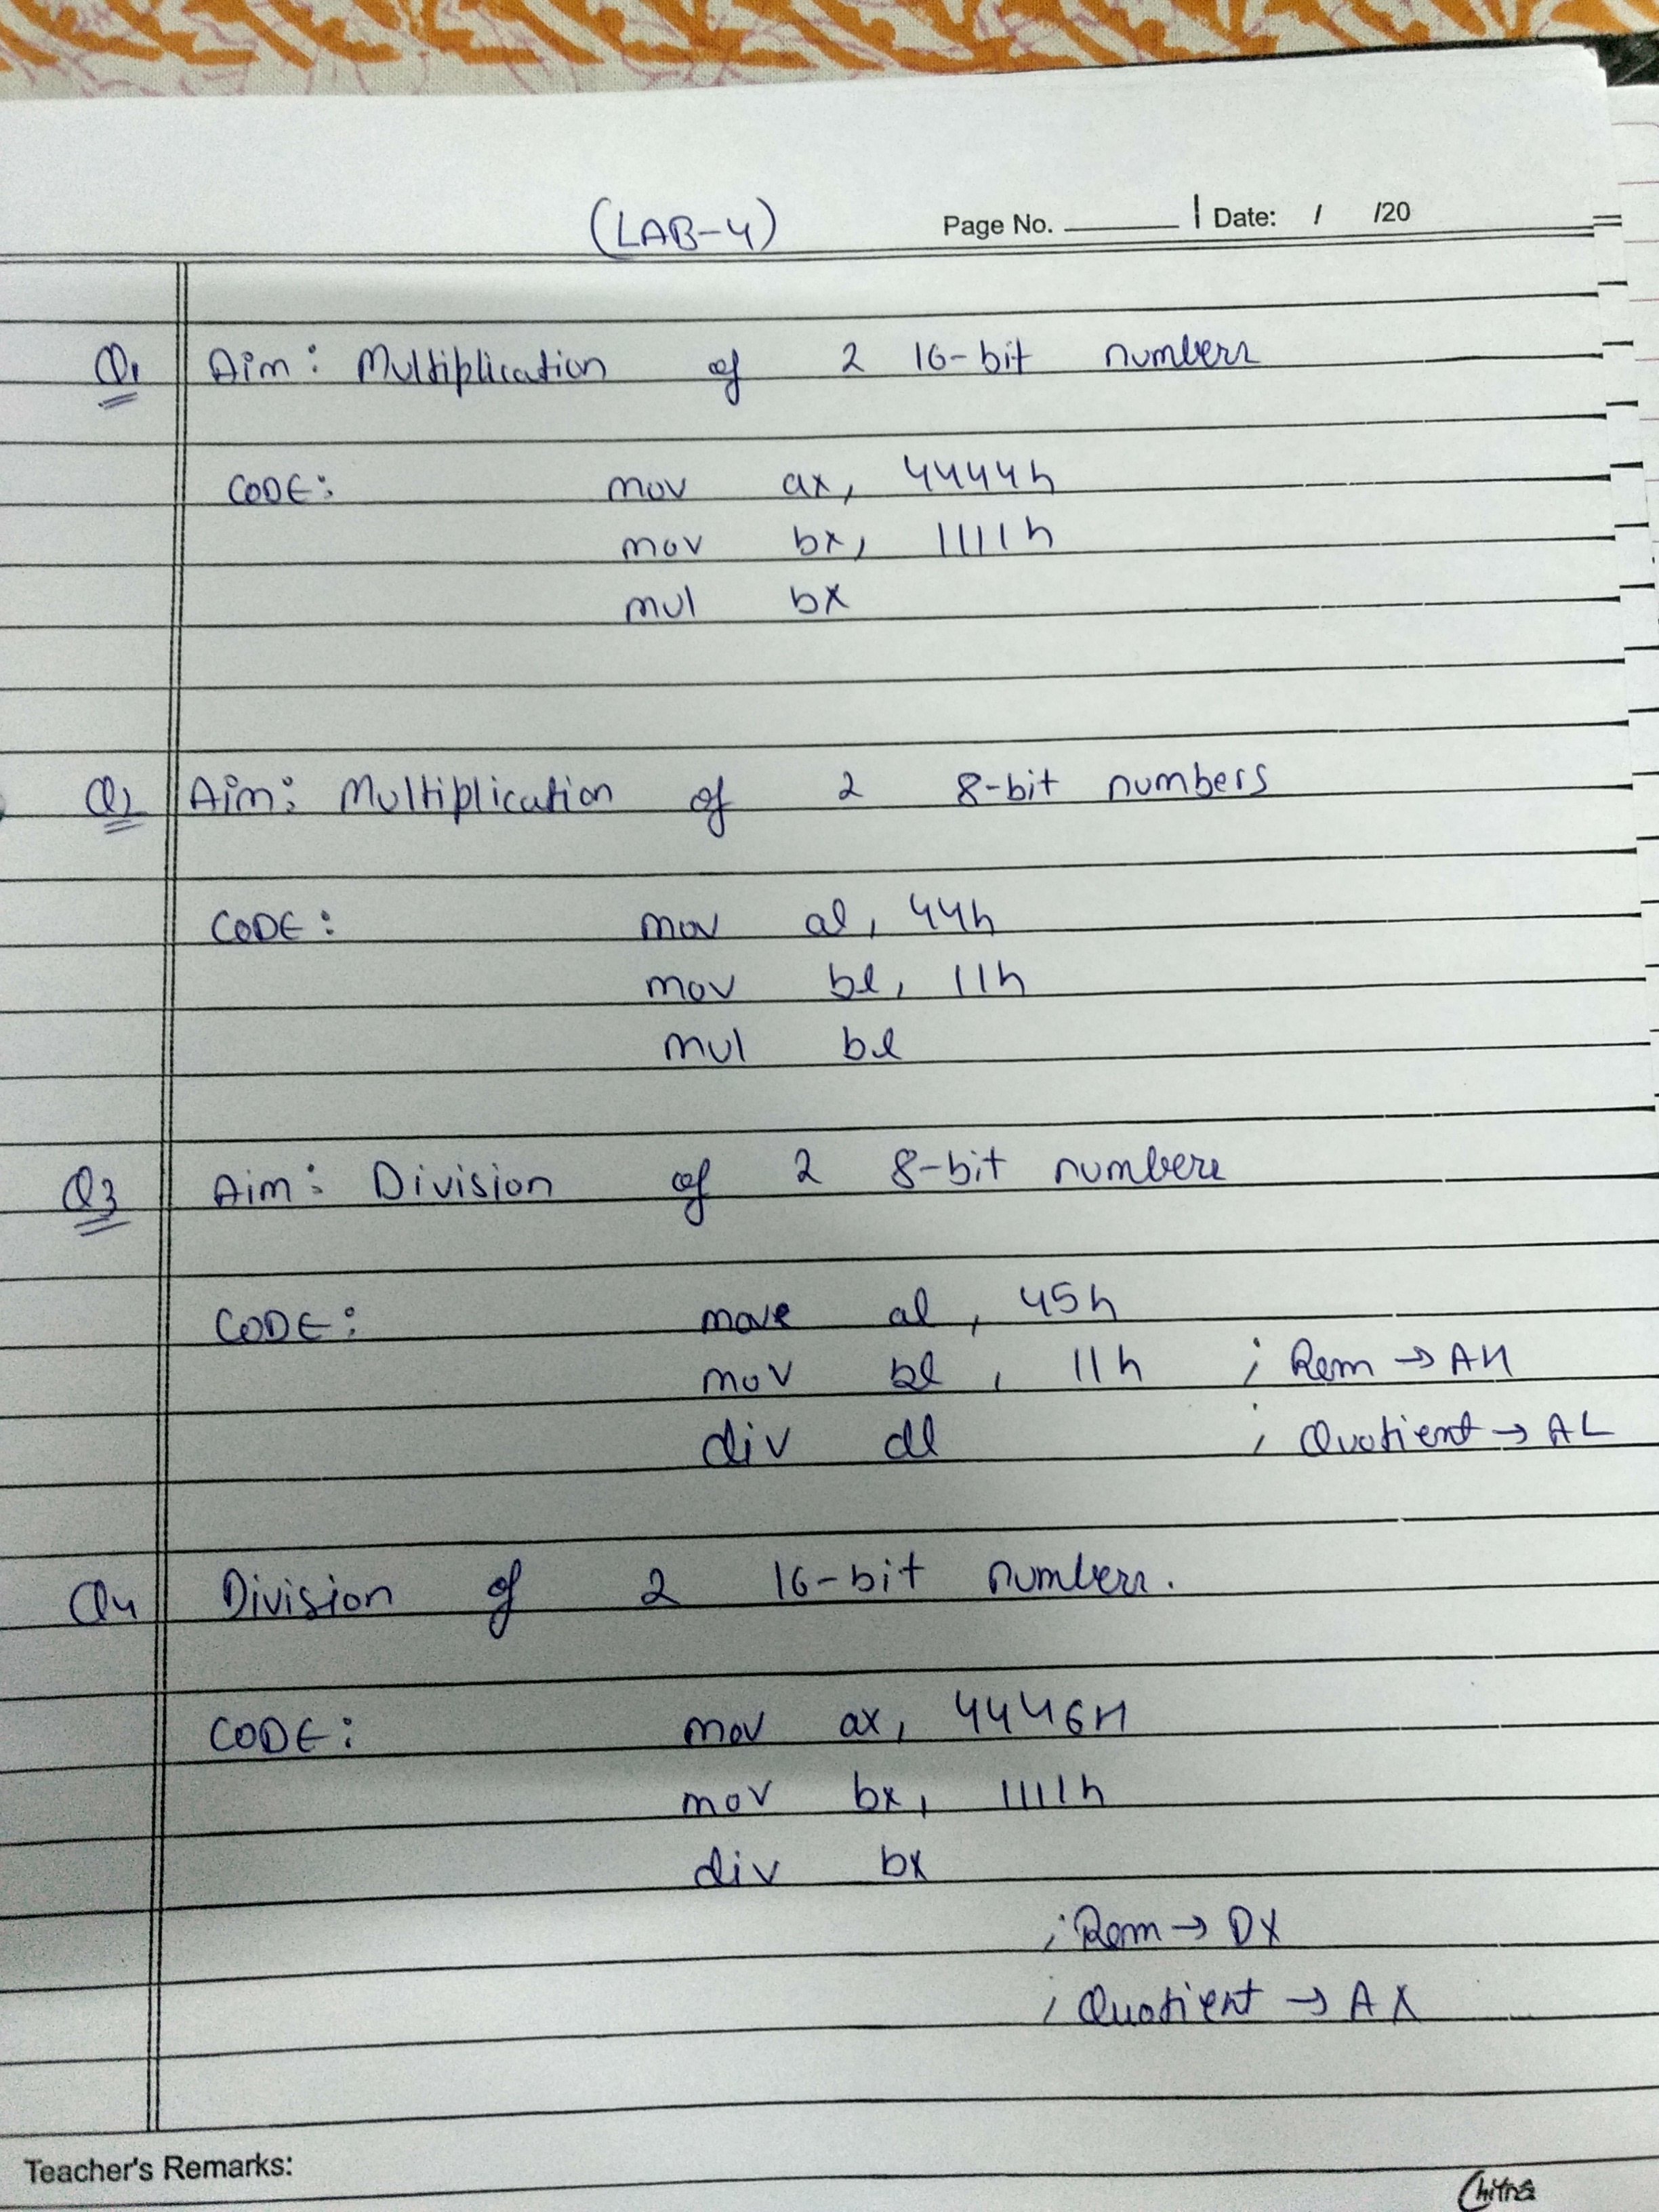 (LAB-4)
Page No. ______ | Date: / /20
Q1 Aim: Multiplication of 2 16-bit numbers
CODE: mov ax, 4444h
mov bx, 1111h
mul bx
Q2 Aim: Multiplication of 2 8-bit numbers
CODE: mov al, 44h
mov bl, 11h
mul bl
Q3 Aim: Division of 2 8-bit numbers
CODE: move al, 45h
mov bl, 11h ; Rem → AH
div dl ; Quotient → AL
Q4 Division of 2 16-bit numbers.
CODE: mov ax, 4446H
mov bx, 1111h
div bx
; Rem → DX
; Quotient → AX
Teacher's Remarks:
Chitra